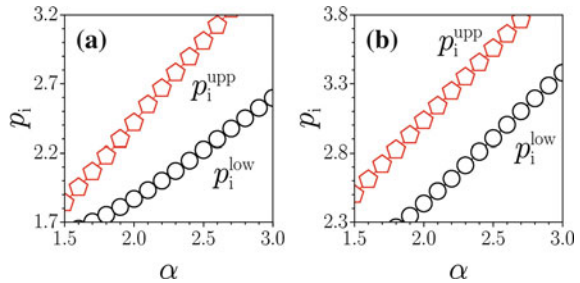 (a)
3.2
2.7
2.2
1.7
p_i
p_i^upp
p_i^low
1.5 2.0 2.5 3.0
α
(b)
3.8
3.3
2.8
2.3
p_i
p_i^upp
p_i^low
1.5 2.0 2.5 3.0
α